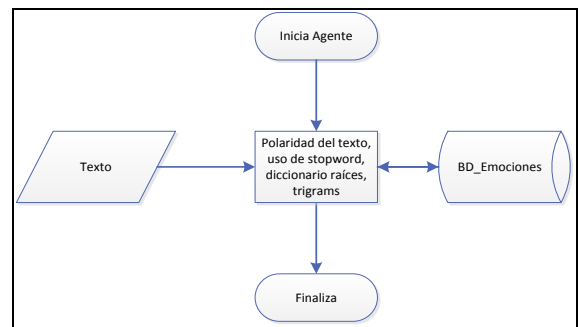 Inicia Agente
Texto
Polaridad del texto,
uso de stopword,
diccionario raíces,
trigrams
BD_Emociones
Finaliza